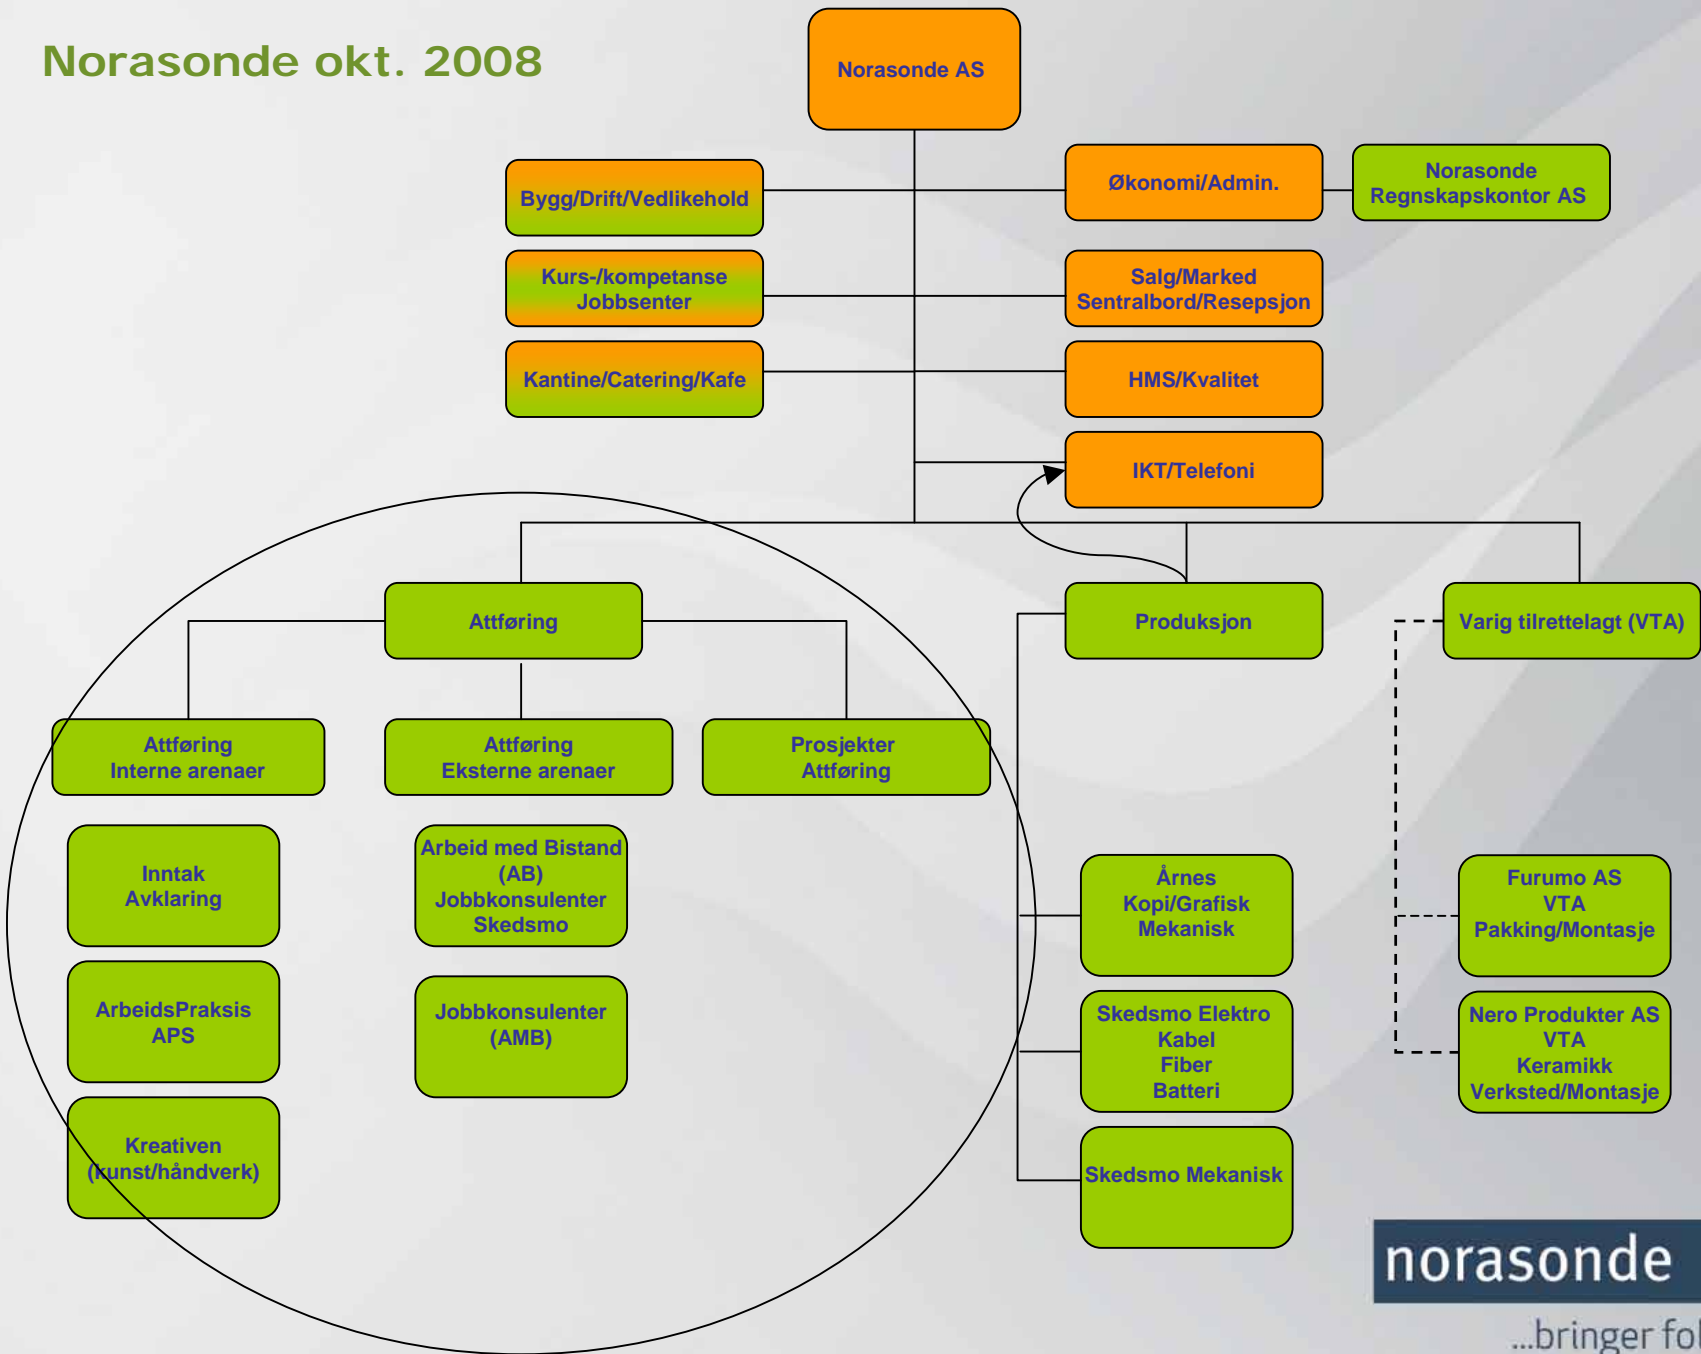 Norasonde okt. 2008
Norasonde AS
Bygg/Drift/Vedlikehold
Økonomi/Admin.
Norasonde
Regnskapskontor AS
Kurs-/kompetanse
Jobbsenter
Salg/Marked
Sentralbord/Resepsjon
Kantine/Catering/Kafe
HMS/Kvalitet
IKT/Telefoni
Attføring
Produksjon
Varig tilrettelagt (VTA)
Attføring
Interne arenaer
Attføring
Eksterne arenaer
Prosjekter
Attføring
Inntak
Avklaring
Arbeid med Bistand
(AB)
Jobbkonsulenter
Skedsmo
Årnes
Kopi/Grafisk
Mekanisk
Furumo AS
VTA
Pakking/Montasje
ArbeidsPraksis
APS
Jobbkonsulenter
(AMB)
Skedsmo Elektro
Kabel
Fiber
Batteri
Nero Produkter AS
VTA
Keramikk
Verksted/Montasje
Kreativen
(kunst/håndverk)
Skedsmo Mekanisk
norasonde
...bringer